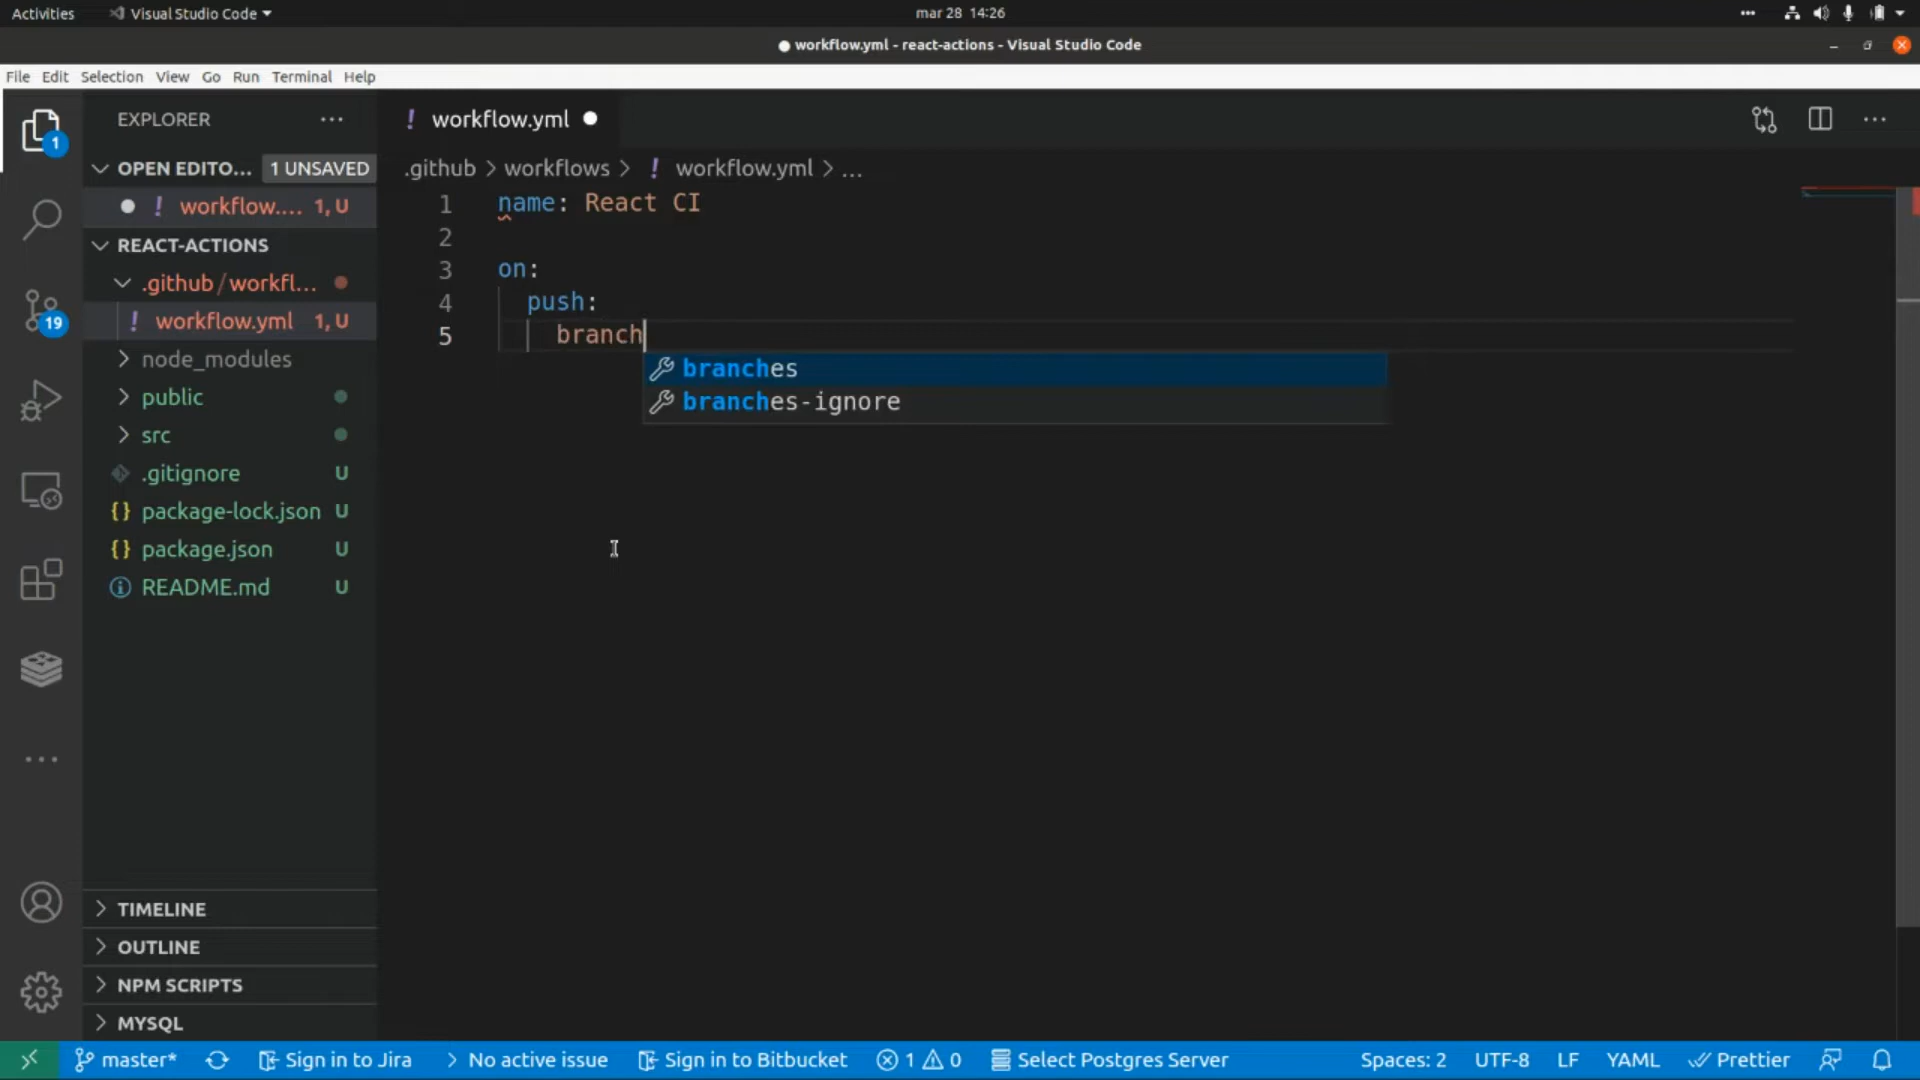 Activities
Visual Studio Code
mar 28 14:26
workflow.yml - react-actions - Visual Studio Code
File Edit Selection View Go Run Terminal Help
EXPLORER
OPEN EDITO... 1 UNSAVED
workflow.... 1, U
REACT-ACTIONS
.github / workfl...
workflow.yml 1, U
node_modules
public
src
.gitignore U
package-lock.json U
package.json U
README.md U
TIMELINE
OUTLINE
NPM SCRIPTS
MYSQL
1
19
! workflow.yml
.github > workflows > ! workflow.yml > ...
1 name: React CI
2
3 on:
4 push:
5 branch
branches
branches-ignore
master* Sign in to Jira No active issue Sign in to Bitbucket 1 0 Select Postgres Server Spaces: 2 UTF-8 LF YAML Prettier